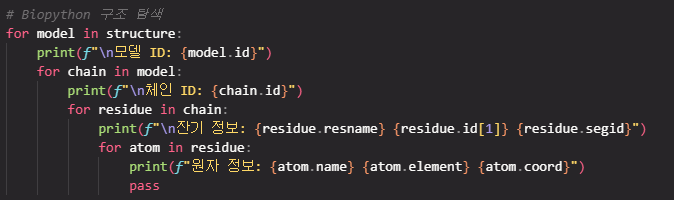 # Biopython 구조 탐색
for model in structure:
    print(f"\n모델 ID: {model.id}")
    for chain in model:
        print(f"\n체인 ID: {chain.id}")
        for residue in chain:
            print(f"\n잔기 정보: {residue.resname} {residue.id[1]} {residue.segid}")
            for atom in residue:
                print(f"원자 정보: {atom.name} {atom.element} {atom.coord}")
                pass